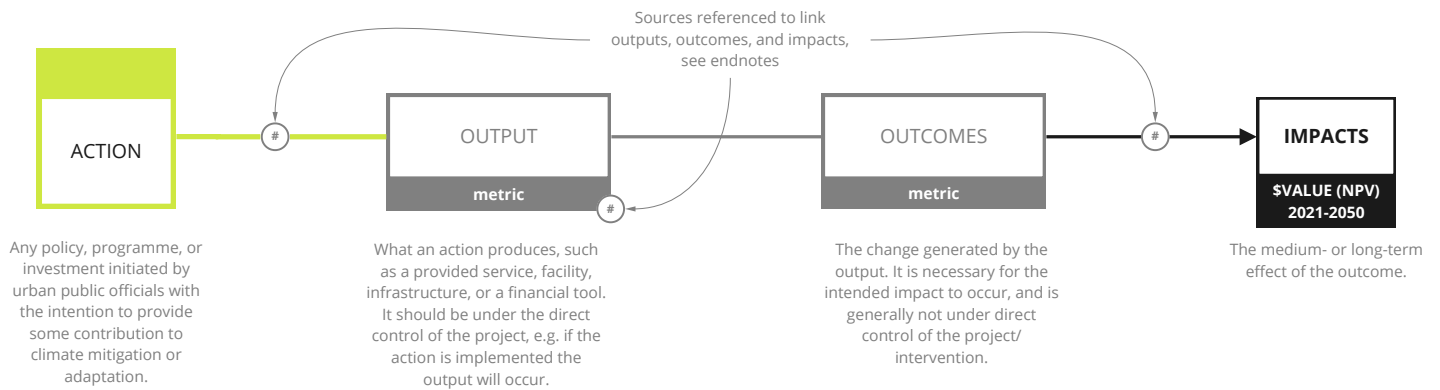 Sources referenced to link
outputs, outcomes, and impacts,
see endnotes
ACTION
#
OUTPUT
metric
#
OUTCOMES
metric
#
IMPACTS
$VALUE (NPV)
2021-2050
Any policy, programme, or
investment initiated by
urban public officials with
the intention to provide
some contribution to
climate mitigation or
adaptation.
What an action produces, such
as a provided service, facility,
infrastructure, or a financial tool.
It should be under the direct
control of the project, e.g. if the
action is implemented the
output will occur.
The change generated by the
output. It is necessary for the
intended impact to occur, and is
generally not under direct
control of the project/
intervention.
The medium- or long-term
effect of the outcome.